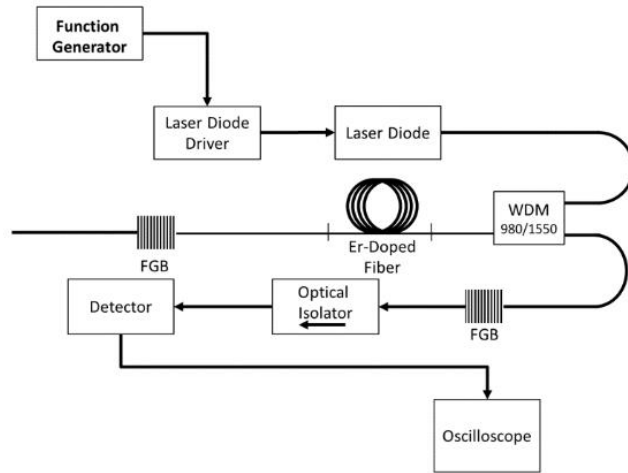 Function
Generator
Laser Diode
Driver
Laser Diode
WDM
980/1550
Er-Doped
Fiber
FGB
Detector
Optical
Isolator
FGB
Oscilloscope